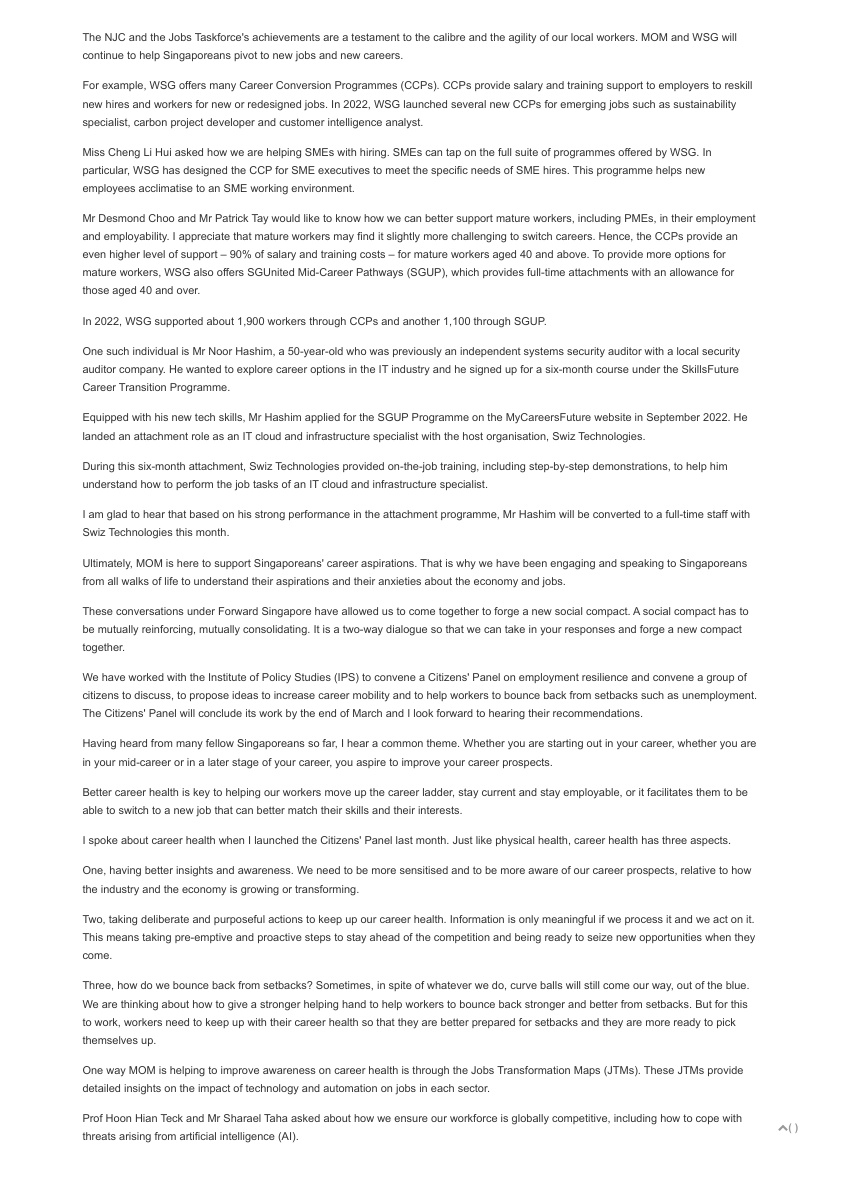 The NJC and the Jobs Taskforce's achievements are a testament to the calibre and the agility of our local workers. MOM and WSG will
continue to help Singaporeans pivot to new jobs and new careers.
For example, WSG offers many Career Conversion Programmes (CCPs). CCPs provide salary and training support to employers to reskill
new hires and workers for new or redesigned jobs. In 2022, WSG launched several new CCPs for emerging jobs such as sustainability
specialist, carbon project developer and customer intelligence analyst.
Miss Cheng Li Hui asked how we are helping SMEs with hiring. SMEs can tap on the full suite of programmes offered by WSG. In
particular, WSG has designed the CCP for SME executives to meet the specific needs of SME hires. This programme helps new
employees acclimatise to an SME working environment.
Mr Desmond Choo and Mr Patrick Tay would like to know how we can better support mature workers, including PMEs, in their employment
and employability. I appreciate that mature workers may find it slightly more challenging to switch careers. Hence, the CCPs provide an
even higher level of support – 90% of salary and training costs – for mature workers aged 40 and above. To provide more options for
mature workers, WSG also offers SGUnited Mid-Career Pathways (SGUP), which provides full-time attachments with an allowance for
those aged 40 and over.
In 2022, WSG supported about 1,900 workers through CCPs and another 1,100 through SGUP.
One such individual is Mr Noor Hashim, a 50-year-old who was previously an independent systems security auditor with a local security
auditor company. He wanted to explore career options in the IT industry and he signed up for a six-month course under the SkillsFuture
Career Transition Programme.
Equipped with his new tech skills, Mr Hashim applied for the SGUP Programme on the MyCareersFuture website in September 2022. He
landed an attachment role as an IT cloud and infrastructure specialist with the host organisation, Swiz Technologies.
During this six-month attachment, Swiz Technologies provided on-the-job training, including step-by-step demonstrations, to help him
understand how to perform the job tasks of an IT cloud and infrastructure specialist.
I am glad to hear that based on his strong performance in the attachment programme, Mr Hashim will be converted to a full-time staff with
Swiz Technologies this month.
Ultimately, MOM is here to support Singaporeans' career aspirations. That is why we have been engaging and speaking to Singaporeans
from all walks of life to understand their aspirations and their anxieties about the economy and jobs.
These conversations under Forward Singapore have allowed us to come together to forge a new social compact. A social compact has to
be mutually reinforcing, mutually consolidating. It is a two-way dialogue so that we can take in your responses and forge a new compact
together.
We have worked with the Institute of Policy Studies (IPS) to convene a Citizens' Panel on employment resilience and convene a group of
citizens to discuss, to propose ideas to increase career mobility and to help workers to bounce back from setbacks such as unemployment.
The Citizens' Panel will conclude its work by the end of March and I look forward to hearing their recommendations.
Having heard from many fellow Singaporeans so far, I hear a common theme. Whether you are starting out in your career, whether you are
in your mid-career or in a later stage of your career, you aspire to improve your career prospects.
Better career health is key to helping our workers move up the career ladder, stay current and stay employable, or it facilitates them to be
able to switch to a new job that can better match their skills and their interests.
I spoke about career health when I launched the Citizens' Panel last month. Just like physical health, career health has three aspects.
One, having better insights and awareness. We need to be more sensitised and to be more aware of our career prospects, relative to how
the industry and the economy is growing or transforming.
Two, taking deliberate and purposeful actions to keep up our career health. Information is only meaningful if we process it and we act on it.
This means taking pre-emptive and proactive steps to stay ahead of the competition and being ready to seize new opportunities when they
come.
Three, how do we bounce back from setbacks? Sometimes, in spite of whatever we do, curve balls will still come our way, out of the blue.
We are thinking about how to give a stronger helping hand to help workers to bounce back stronger and better from setbacks. But for this
to work, workers need to keep up with their career health so that they are better prepared for setbacks and they are more ready to pick
themselves up.
One way MOM is helping to improve awareness on career health is through the Jobs Transformation Maps (JTMs). These JTMs provide
detailed insights on the impact of technology and automation on jobs in each sector.
Prof Hoon Hian Teck and Mr Sharael Taha asked about how we ensure our workforce is globally competitive, including how to cope with
threats arising from artificial intelligence (AI).
( )